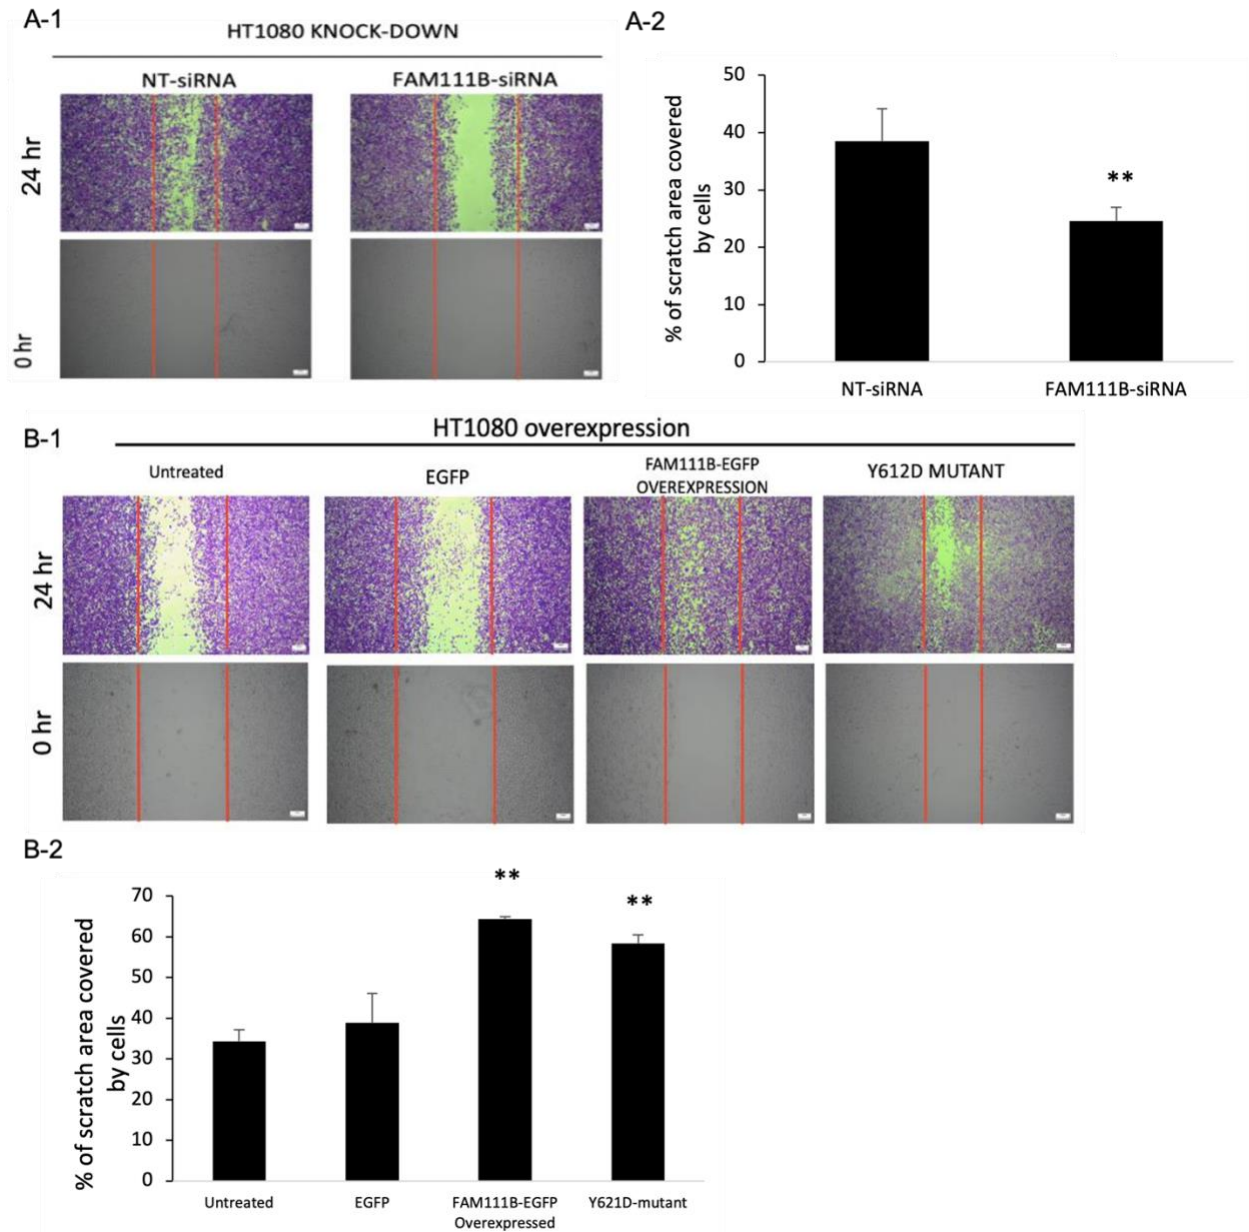 A-1
HT1080 KNOCK-DOWN
NT-siRNA
FAM111B-siRNA
24 hr
0 hr
A-2
% of scratch area covered
by cells
50
40
30
20
10
0
**
NT-siRNA
FAM111B-siRNA
B-1
HT1080 overexpression
Untreated
EGFP
FAM111B-EGFP
OVEREXPRESSION
Y612D MUTANT
24 hr
0 hr
B-2
% of scratch area covered
by cells
70
60
50
40
30
20
10
0
**
**
Untreated
EGFP
FAM111B-EGFP
Overexpressed
Y621D-mutant